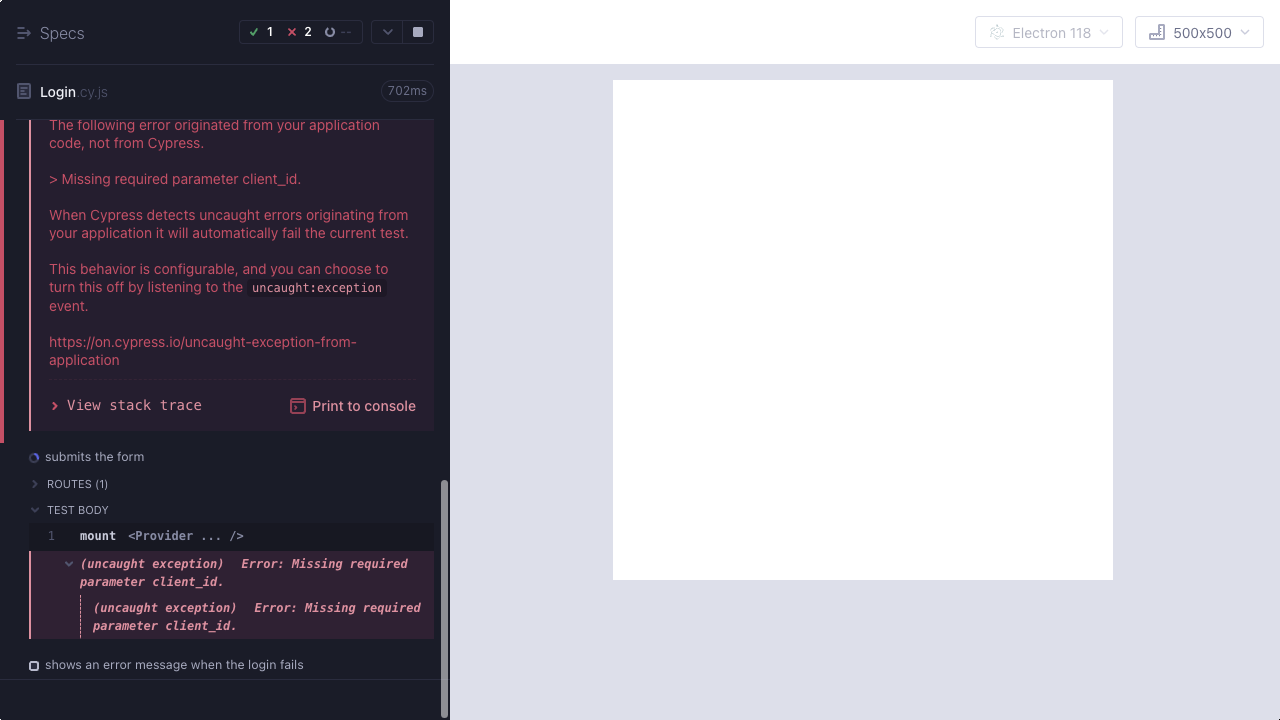 Specs
1
2
--
Electron 118
500x500
Login.cy.js
702ms
The following error originated from your application
code, not from Cypress.
> Missing required parameter client_id.
When Cypress detects uncaught errors originating from
your application it will automatically fail the current test.
This behavior is configurable, and you can choose to
turn this off by listening to the uncaught:exception
event.
https://on.cypress.io/uncaught-exception-from-
application
View stack trace
Print to console
submits the form
ROUTES (1)
TEST BODY
1 mount <Provider ... />
(uncaught exception) Error: Missing required
parameter client_id.
(uncaught exception) Error: Missing required
parameter client_id.
shows an error message when the login fails